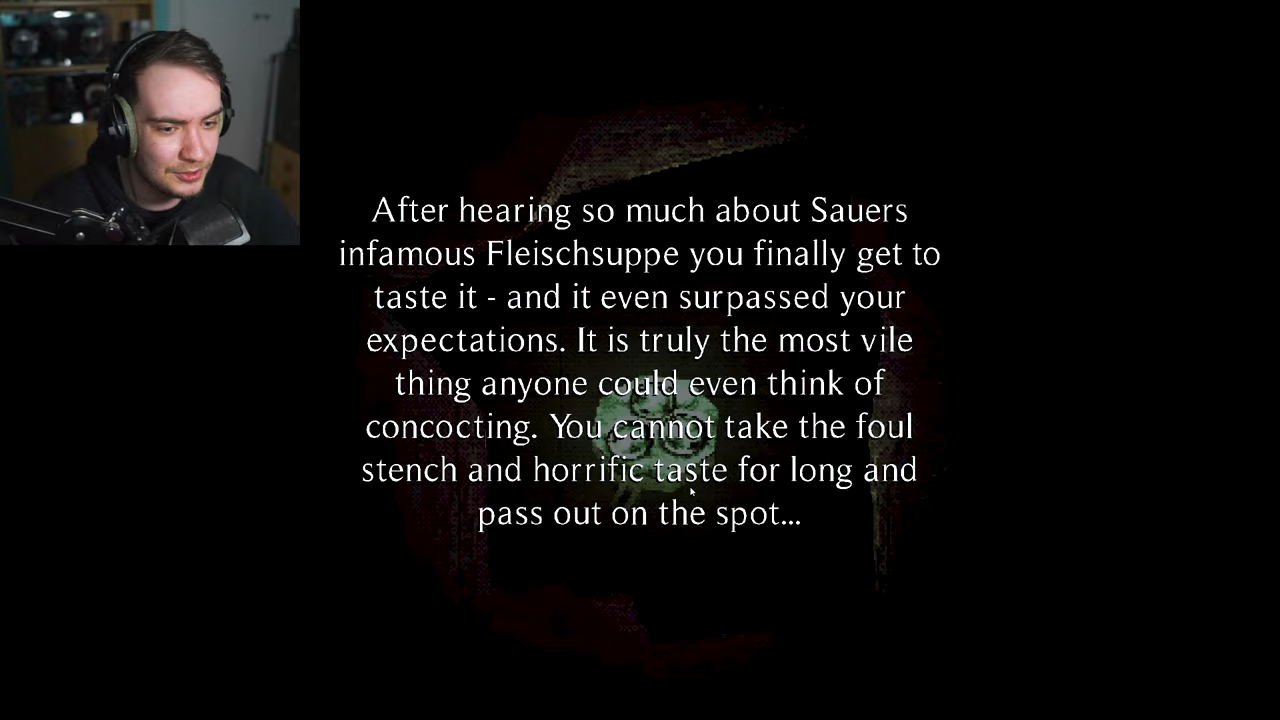 After hearing so much about Sauers
infamous Fleischsuppe you finally get to
taste it - and it even surpassed your
expectations. It is truly the most vile
thing anyone could even think of
concocting. You cannot take the foul
stench and horrific taste for long and
pass out on the spot...